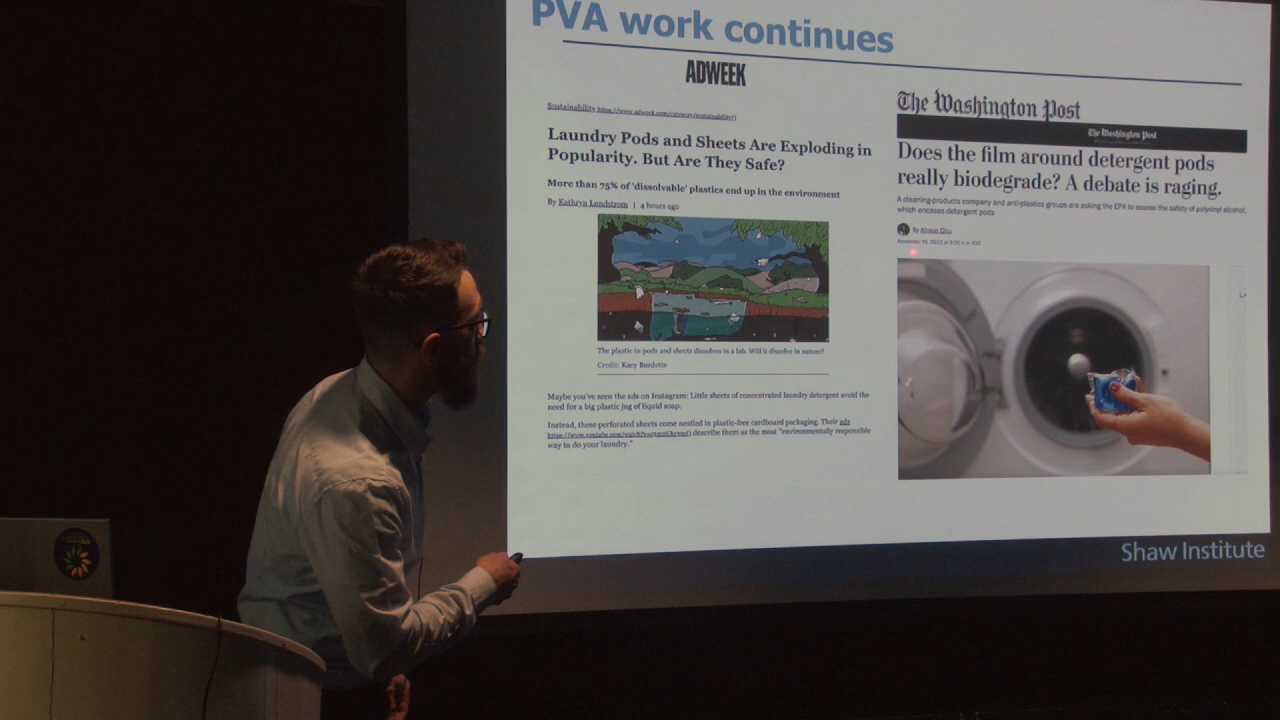 PVA work continues
ADWEEK
Sustainability https://www.adweek.com/category/sustainability/)
Laundry Pods and Sheets Are Exploding in
Popularity. But Are They Safe?
More than 75% of 'dissolvable' plastics end up in the environment
By Kathryn Lundstrom | 4 hours ago
The plastic in pods and sheets dissolves in a lab. Will it dissolve in nature?
Credit: Kacy Burdette
Maybe you've seen the ads on Instagram: Little sheets of concentrated laundry detergent avoid the
need for a big plastic jug of liquid soap.
Instead, these perforated sheets come nestled in plastic-free cardboard packaging. Their ads
describe them as the most "environmentally responsible
way to do your laundry."
The Washington Post
The Washington Post
Does the film around detergent pods
really biodegrade? A debate is raging.
A cleaning-products company and anti-plastics groups are asking the EPA to assess the safety of polyvinyl alcohol,
which encases detergent pods
By Allyson Chiu
Shaw Institute